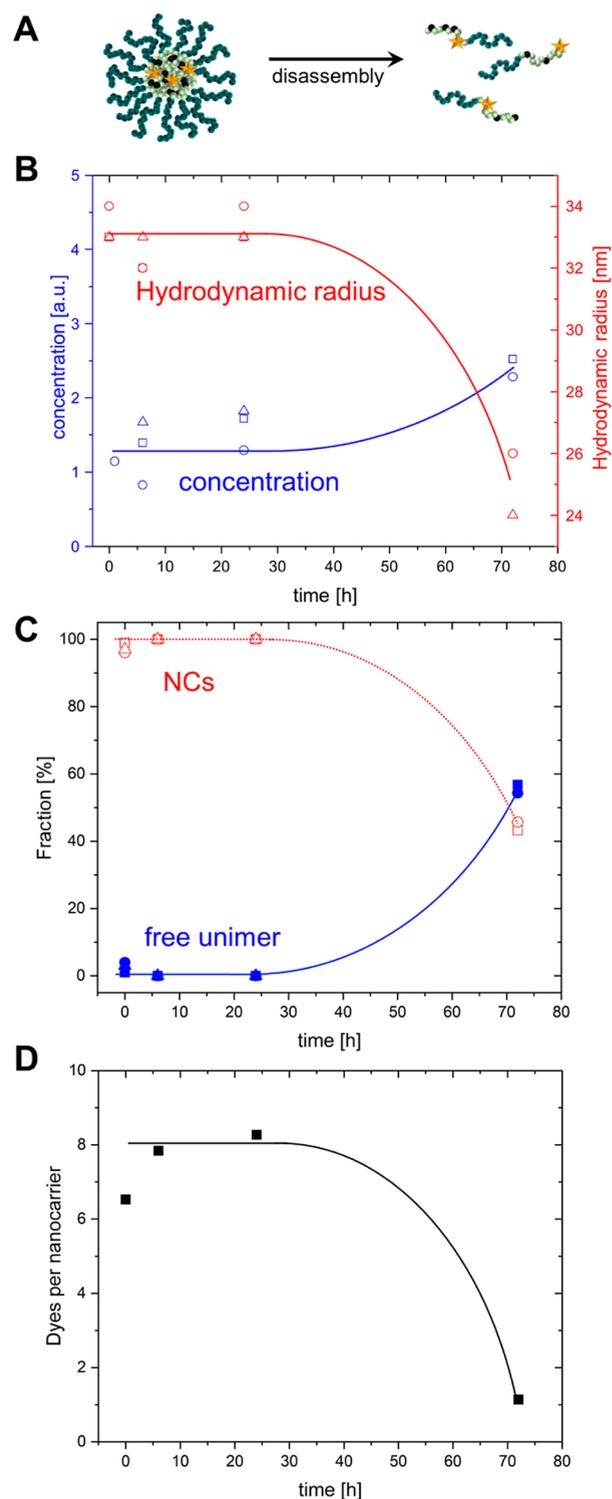 A
disassembly
B
5
4
3
2
1
0
concentration [a.u.]
34
32
30
28
26
24
Hydrodynamic radius [nm]
Hydrodynamic radius
concentration
0 10 20 30 40 50 60 70 80
time [h]
C
100
80
60
40
20
0
Fraction [%]
NCs
free unimer
0 10 20 30 40 50 60 70 80
time [h]
D
10
8
6
4
2
0
Dyes per nanocarrier
0 10 20 30 40 50 60 70 80
time [h]